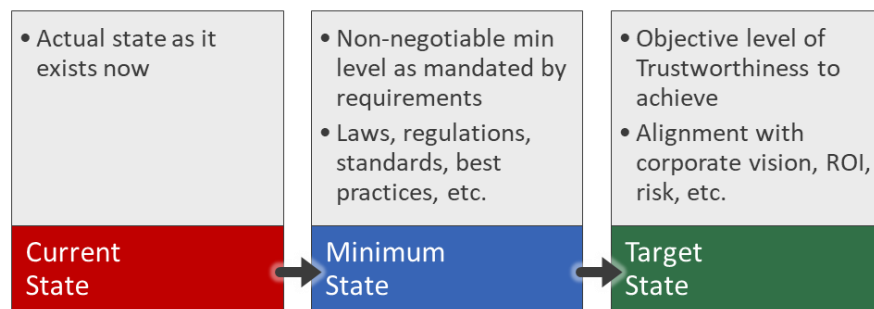 • Actual state as it
exists now
Current
State
• Non-negotiable min
level as mandated by
requirements
• Laws, regulations,
standards, best
practices, etc.
Minimum
State
• Objective level of
Trustworthiness to
achieve
• Alignment with
corporate vision, ROI,
risk, etc.
Target
State